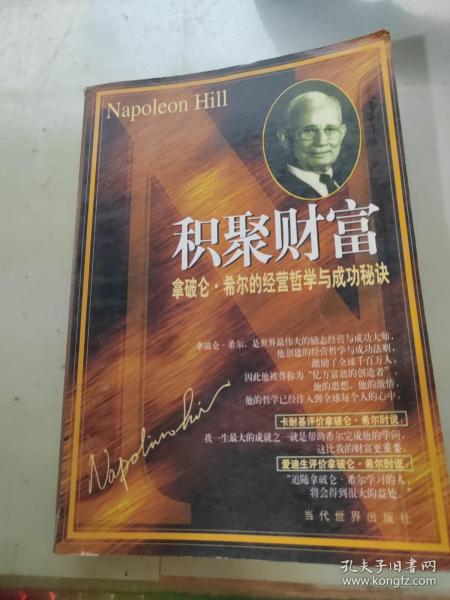 Napoleon Hill
积聚财富
拿破仑·希尔的经营哲学与成功秘诀
拿破仑·希尔，是世界最伟大的励志经营与成功大师，
他创建的经营哲学与成功法则，
激励了全球千百万人，
因此他被尊称为“亿万富翁的创造者”。
他的思想，他的激情，
他的哲学已经注入到全球每个人的心中。
卡耐基评价拿破仑·希尔时说：
我一生最大的成就之一就是帮助希尔完成他的学问，
这比我的财富更重要。
爱迪生评价拿破仑·希尔时说：
“追随拿破仑·希尔学习的人，
将会得到很大的益处。”
Napoleon Hill
当代世界出版社
孔夫子旧书网
www.kongfz.com